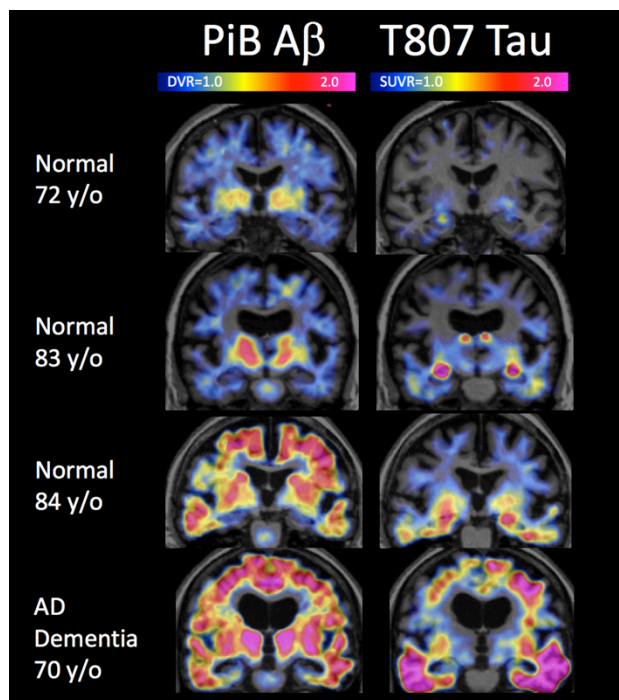 PiB Aβ T807 Tau
DVR=1.0 2.0 SUVR=1.0 2.0
Normal
72 y/o
Normal
83 y/o
Normal
84 y/o
AD
Dementia
70 y/o